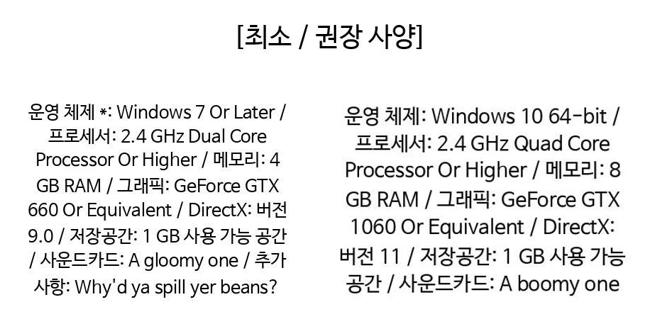 [최소 / 권장 사양]
운영 체제 *: Windows 7 Or Later /
프로세서: 2.4 GHz Dual Core
Processor Or Higher / 메모리: 4
GB RAM / 그래픽: GeForce GTX
660 Or Equivalent / DirectX: 버전
9.0 / 저장공간: 1 GB 사용 가능 공간
/ 사운드카드: A gloomy one / 추가
사항: Why'd ya spill yer beans?
운영 체제: Windows 10 64-bit /
프로세서: 2.4 GHz Quad Core
Processor Or Higher / 메모리: 8
GB RAM / 그래픽: GeForce GTX
1060 Or Equivalent / DirectX:
버전 11 / 저장공간: 1 GB 사용 가능
공간 / 사운드카드: A boomy one